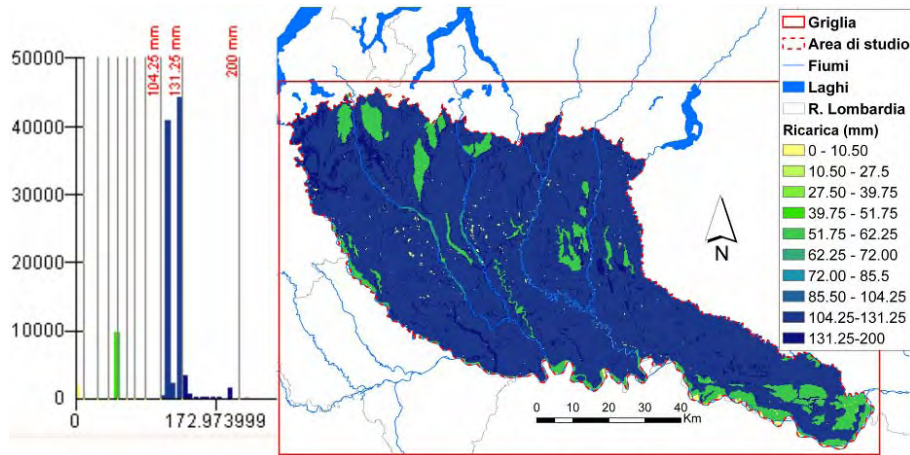 104.25 mm
131.25 mm
200 mm
50000
40000
30000
20000
10000
0
0
172.973999
N
0 10 20 30 40
Km
Griglia
Area di studio
Fiumi
Laghi
R. Lombardia
Ricarica (mm)
0 - 10.50
10.50 - 27.5
27.50 - 39.75
39.75 - 51.75
51.75 - 62.25
62.25 - 72.00
72.00 - 85.5
85.50 - 104.25
104.25-131.25
131.25-200